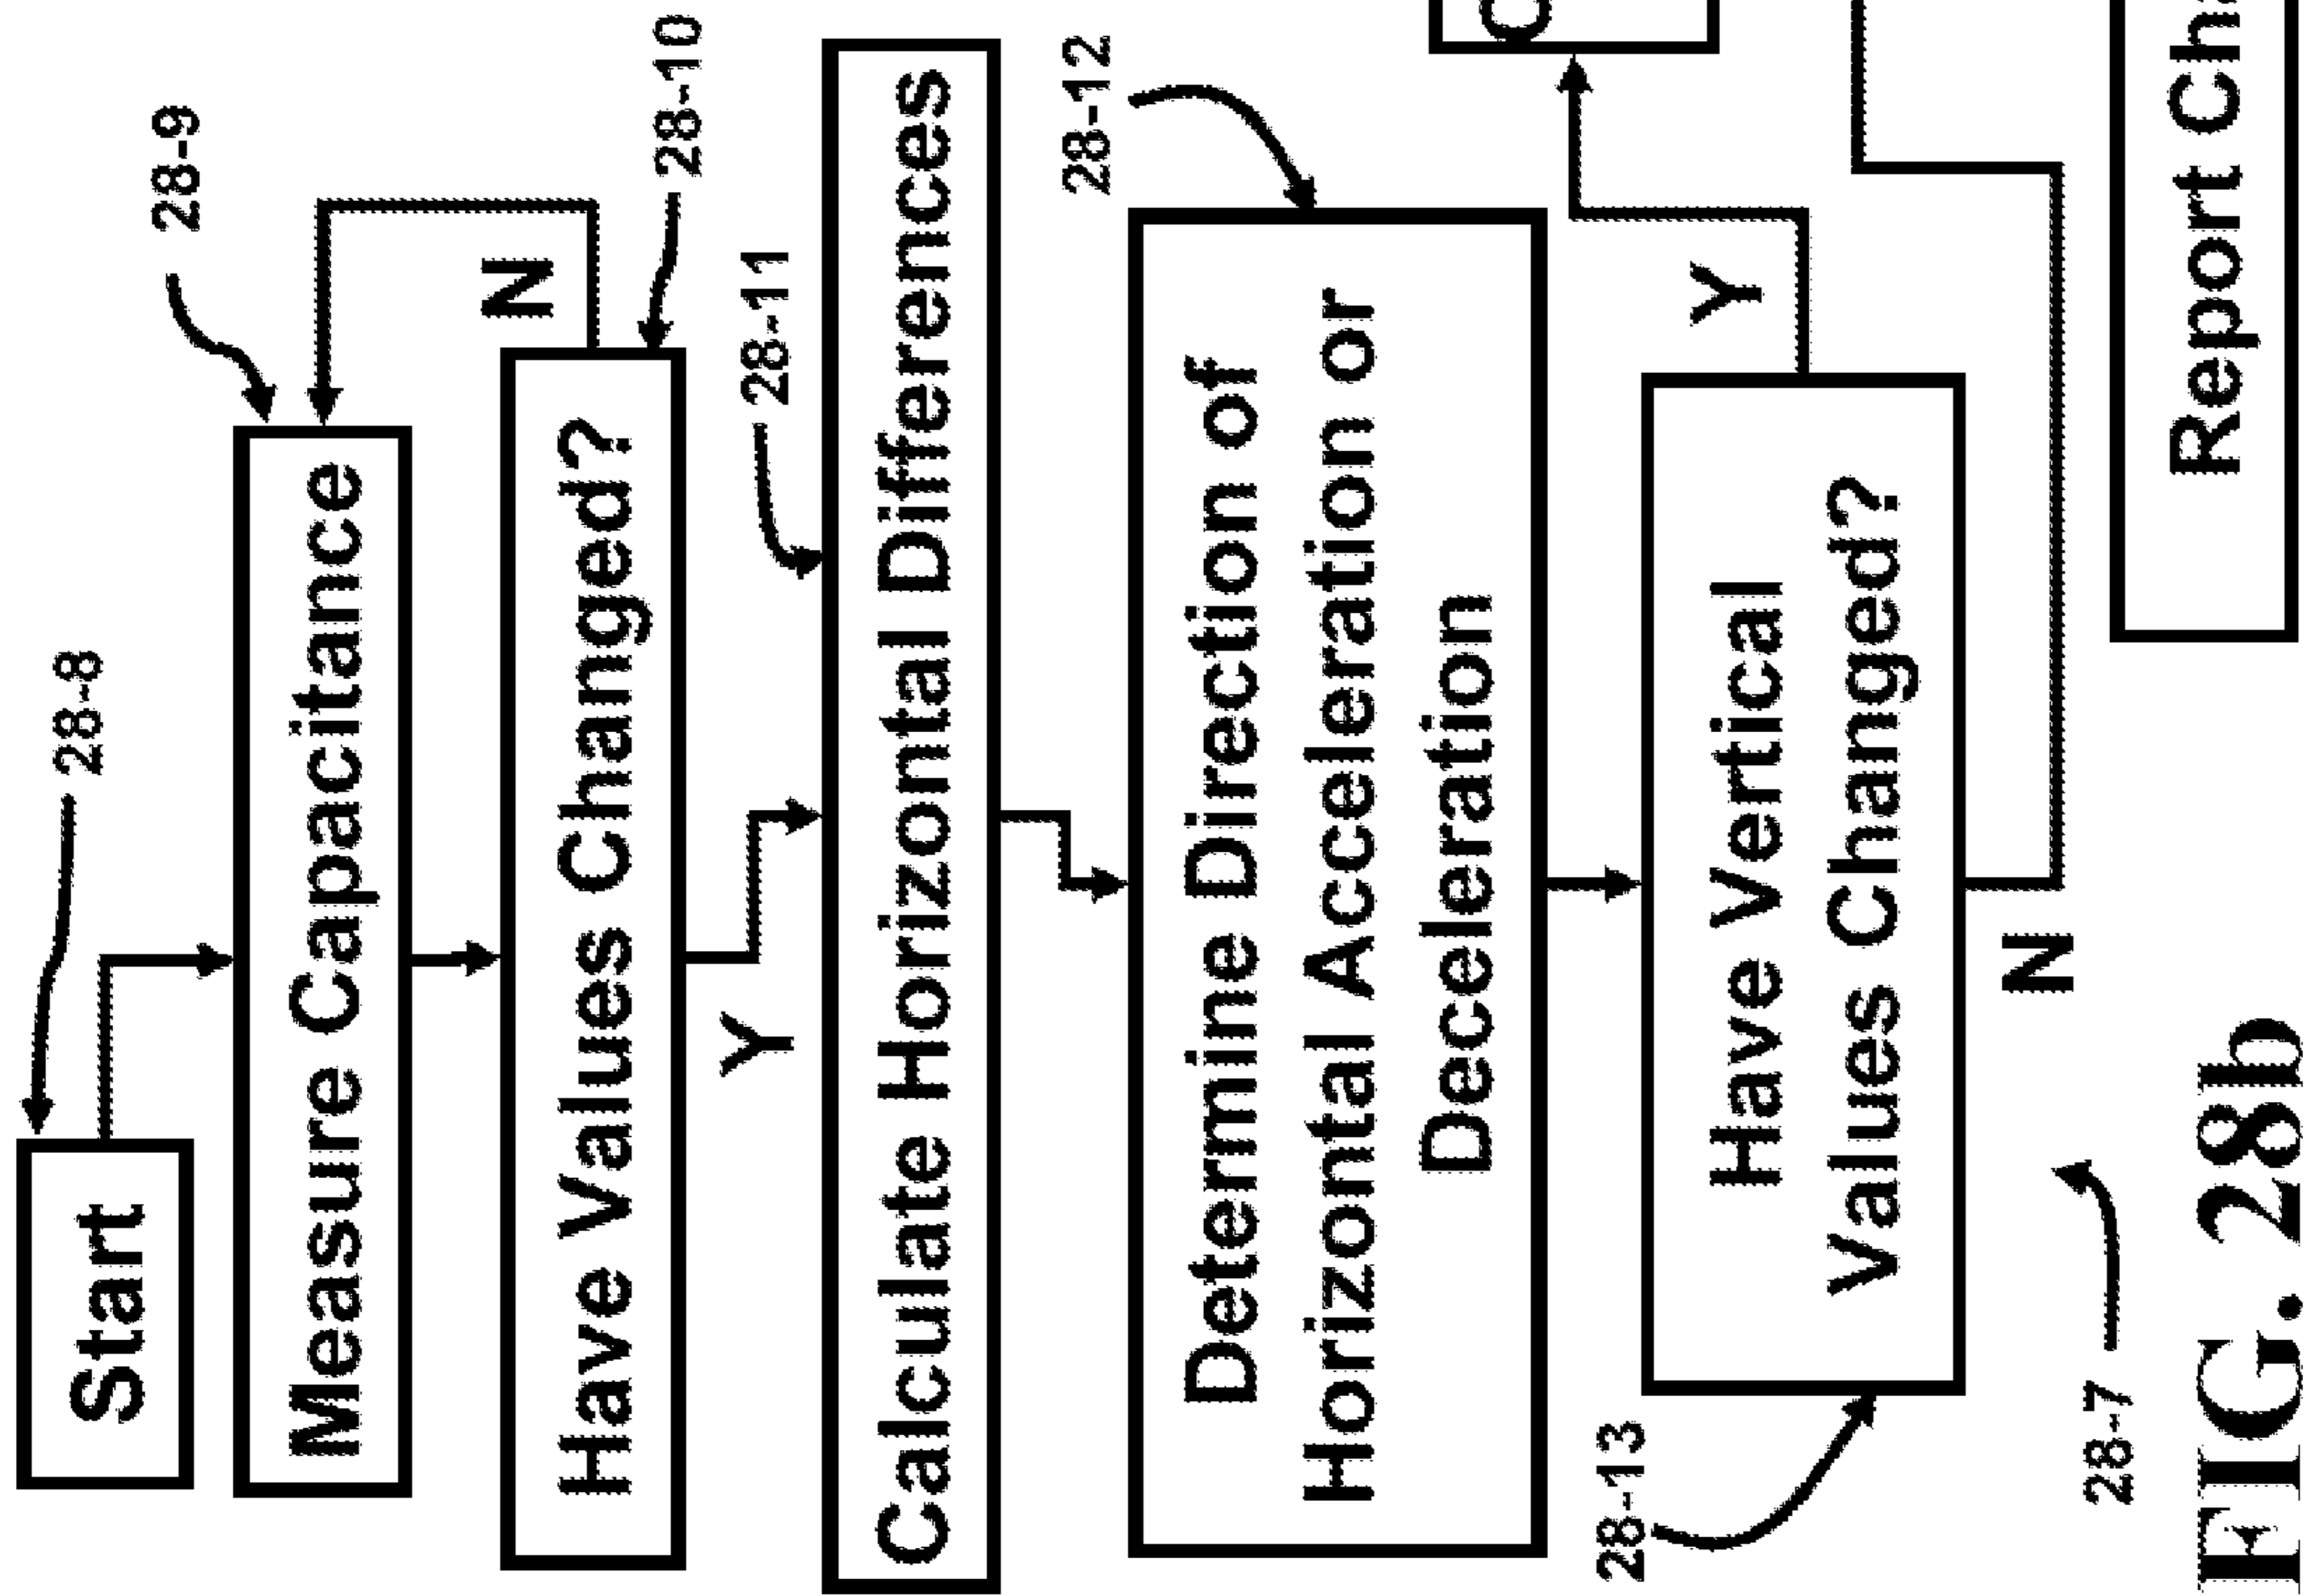 28-8
Start
28-9
Measure Capacitance
N
28-10
Have Values Changed?
Y
28-11
Calculate Horizontal Differences
28-12
Determine Direction of
Horizontal Acceleration or
Deceleration
Y
Have Vertical
Values Changed?
28-13
N
28-7
Report
FIG. 28b